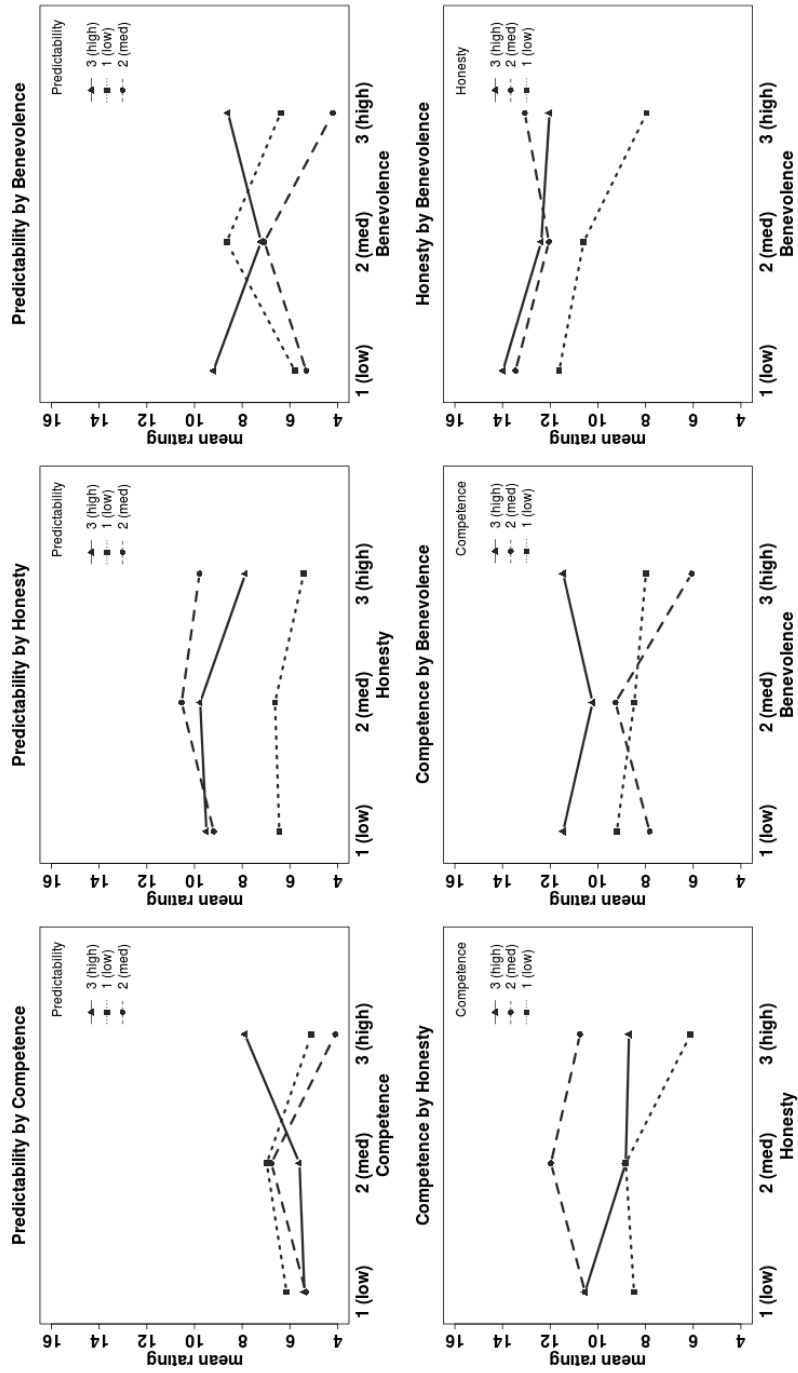 Predictability by Competence
mean rating
16
14
12
10
8
6
4
Predictability
3 (high)
1 (low)
2 (med)
1 (low) 2 (med) 3 (high)
Competence
Predictability by Honesty
mean rating
16
14
12
10
8
6
4
Predictability
3 (high)
1 (low)
2 (med)
1 (low) 2 (med) 3 (high)
Honesty
Predictability by Benevolence
mean rating
16
14
12
10
8
6
4
Predictability
3 (high)
1 (low)
2 (med)
1 (low) 2 (med) 3 (high)
Benevolence
Competence by Honesty
mean rating
16
14
12
10
8
6
4
Competence
3 (high)
2 (med)
1 (low)
1 (low) 2 (med) 3 (high)
Honesty
Competence by Benevolence
mean rating
16
14
12
10
8
6
4
Competence
3 (high)
2 (med)
1 (low)
1 (low) 2 (med) 3 (high)
Benevolence
Honesty by Benevolence
mean rating
16
14
12
10
8
6
4
Honesty
3 (high)
2 (med)
1 (low)
1 (low) 2 (med) 3 (high)
Benevolence